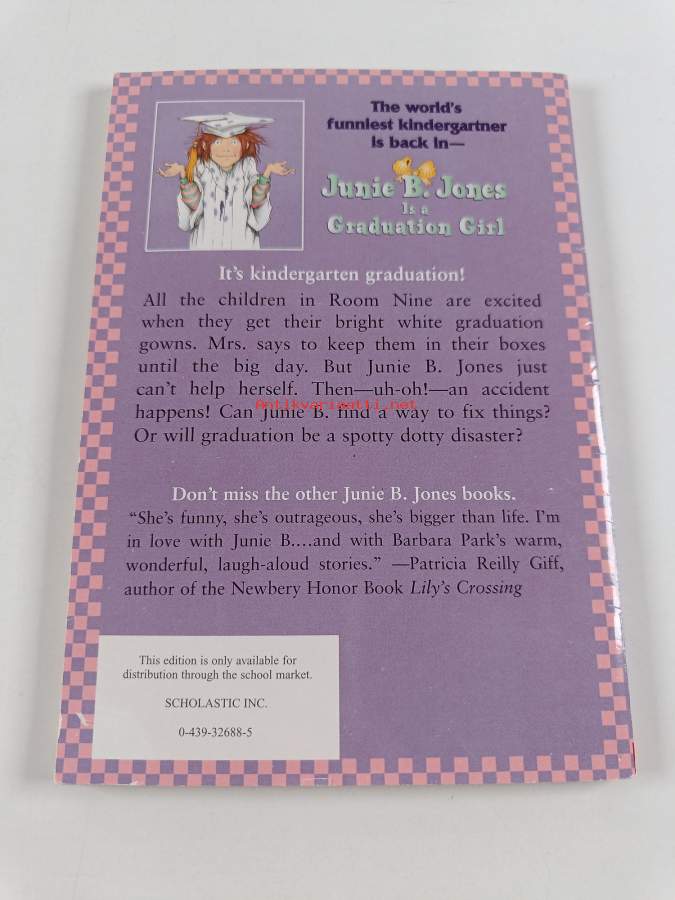 The world's
funniest kindergartner
is back in—
Junie B. Jones
Is a
Graduation Girl
It's kindergarten graduation!
All the children in Room Nine are excited
when they get their bright white graduation
gowns. Mrs. says to keep them in their boxes
until the big day. But Junie B. Jones just
can't help herself. Then—uh-oh!—an accident
happens! Can Junie B. find a way to fix things?
Antikvariaatti.net
Or will graduation be a spotty dotty disaster?
Don't miss the other Junie B. Jones books.
“She's funny, she's outrageous, she's bigger than life. I'm
in love with Junie B....and with Barbara Park's warm,
wonderful, laugh-aloud stories.” —Patricia Reilly Giff,
author of the Newbery Honor Book Lily's Crossing
This edition is only available for
distribution through the school market.
SCHOLASTIC INC.
0-439-32688-5